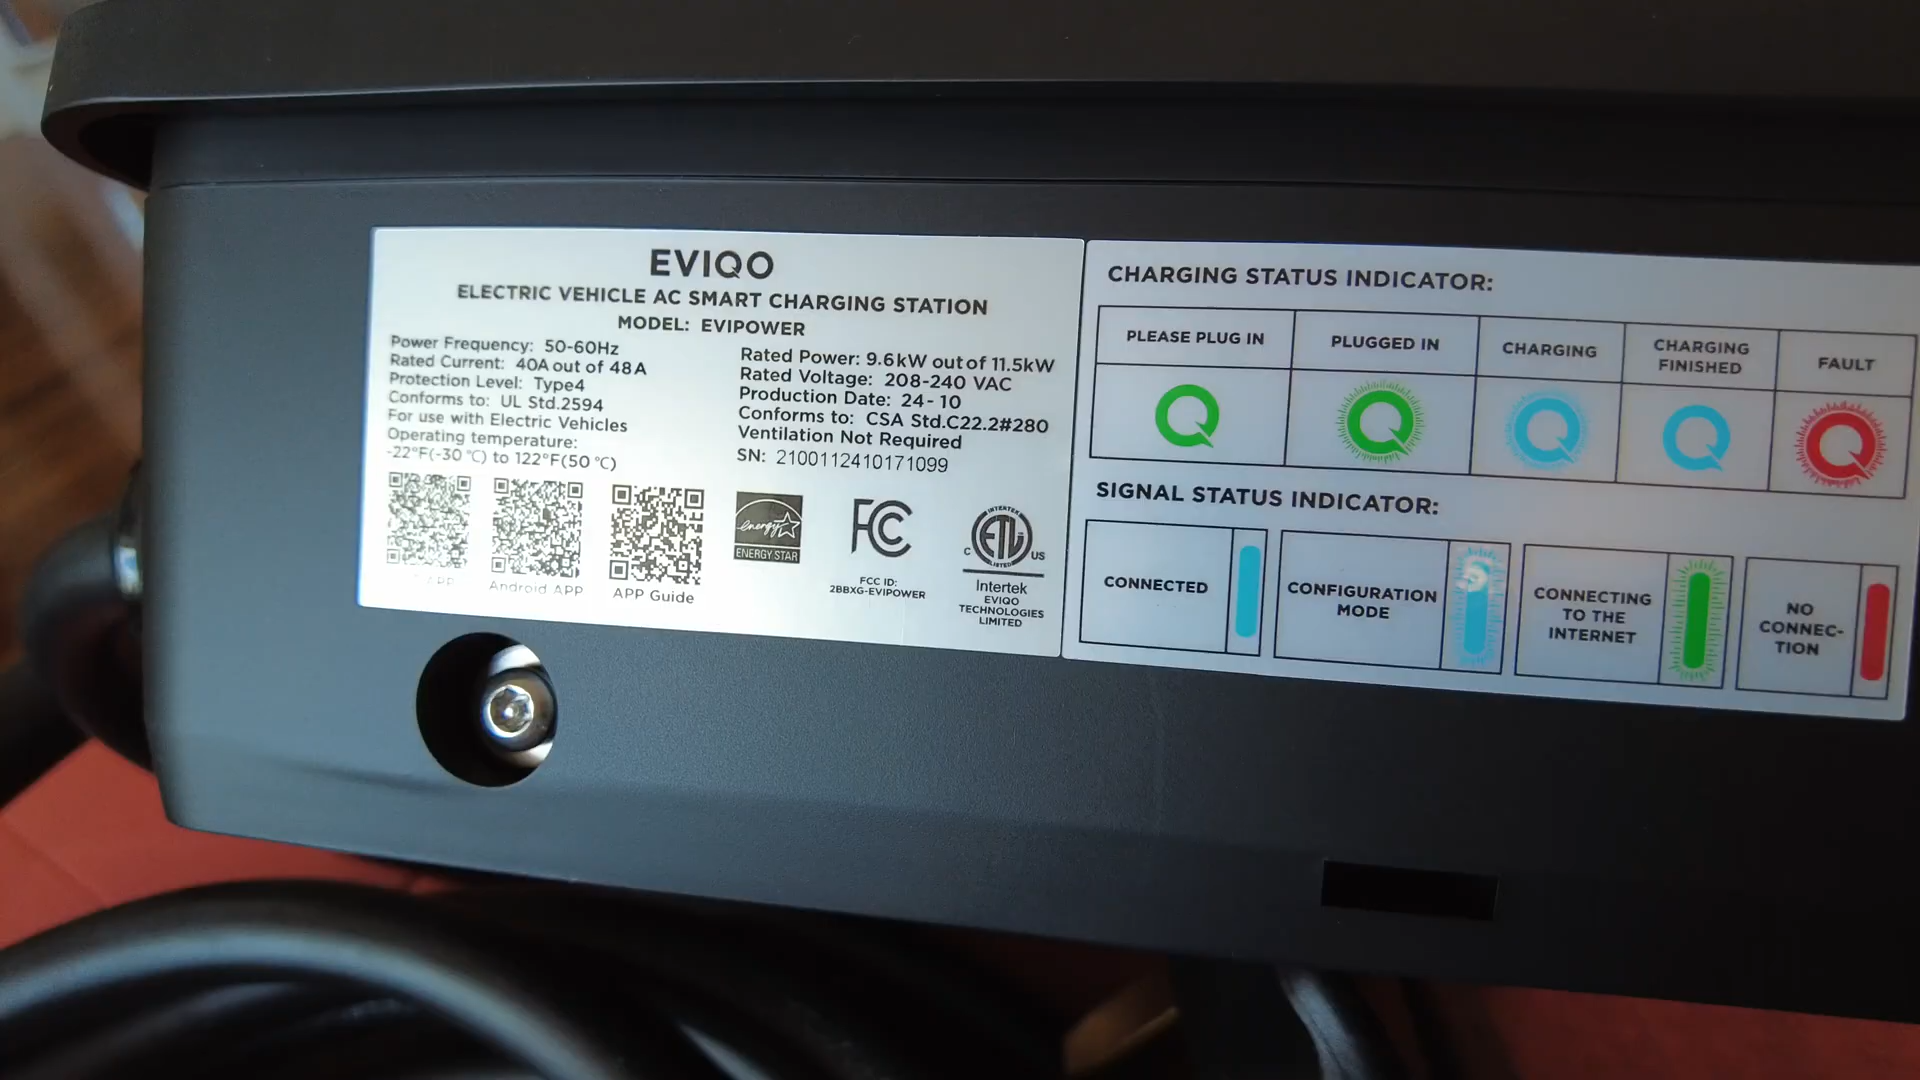 EVIQO
ELECTRIC VEHICLE AC SMART CHARGING STATION
MODEL: EVIPOWER
Power Frequency: 50-60Hz
Rated Current: 40A out of 48A
Protection Level: Type4
Conforms to: UL Std.2594
For use with Electric Vehicles
Operating temperature:
-22°F(-30 °C) to 122°F(50 °C)
Rated Power: 9.6kW out of 11.5kW
Rated Voltage: 208-240 VAC
Production Date: 24-10
Conforms to: CSA Std.C22.2#280
Ventilation Not Required
SN: 2100112410171099
APP
Android APP
APP Guide
energy
ENERGY STAR
FC
FCC ID:
2BBXG-EVIPOWER
INTERTEK
ETL
LISTED
C US
Intertek
EVIQO
TECHNOLOGIES
LIMITED
CHARGING STATUS INDICATOR:
PLEASE PLUG IN
PLUGGED IN
CHARGING
CHARGING
FINISHED
FAULT
SIGNAL STATUS INDICATOR:
CONNECTED
CONFIGURATION
MODE
CONNECTING
TO THE
INTERNET
NO
CONNEC-
TION